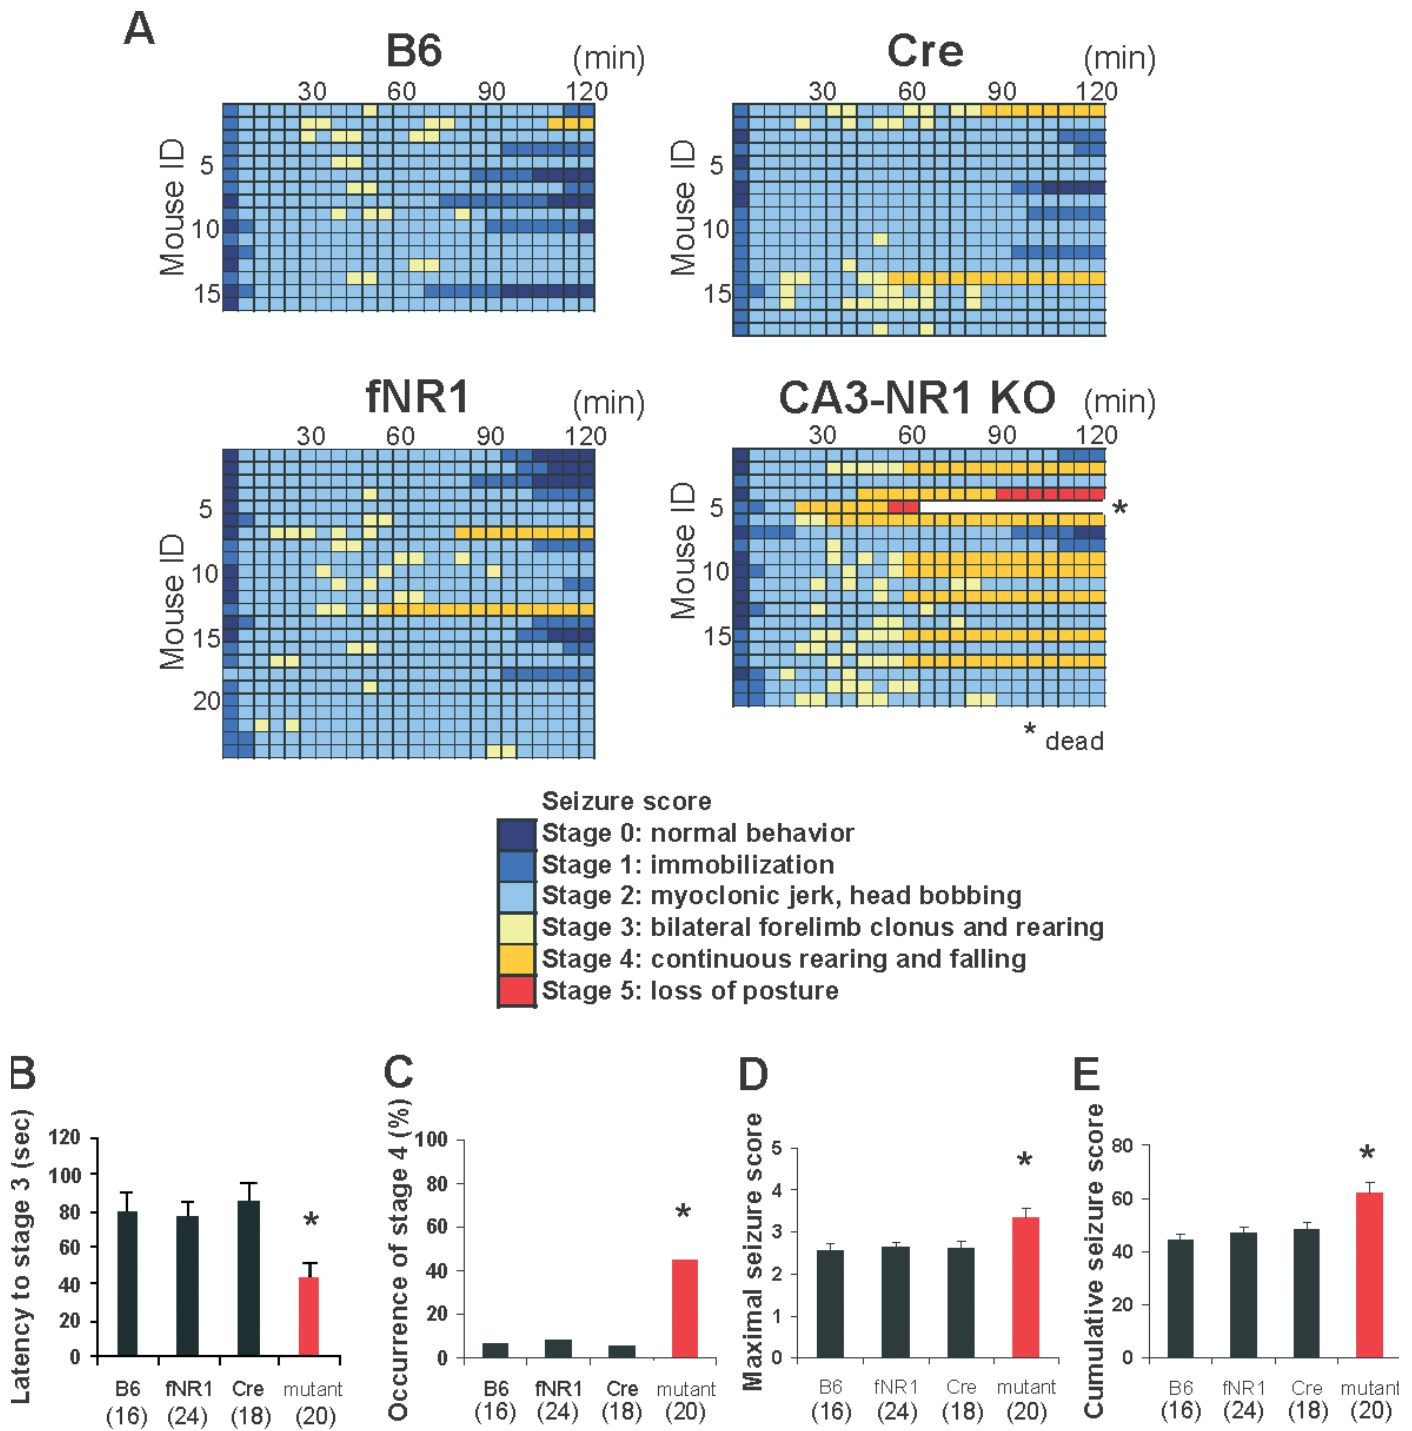 A
B6
(min)
30 60 90 120
Mouse ID
5
10
15
Cre
(min)
30 60 90 120
Mouse ID
5
10
15
fNR1
(min)
30 60 90 120
Mouse ID
5
10
15
20
CA3-NR1 KO
(min)
30 60 90 120
Mouse ID
5
10
15
*
* dead
Seizure score
Stage 0: normal behavior
Stage 1: immobilization
Stage 2: myoclonic jerk, head bobbing
Stage 3: bilateral forelimb clonus and rearing
Stage 4: continuous rearing and falling
Stage 5: loss of posture
B
Latency to stage 3 (sec)
120
100
80
60
40
20
0
*
B6 fNR1 Cre mutant
(16) (24) (18) (20)
C
Occurrence of stage 4 (%)
100
80
60
40
20
0
*
B6 fNR1 Cre mutant
(16) (24) (18) (20)
D
Maximal seizure score
5
4
3
2
1
0
*
B6 fNR1 Cre mutant
(16) (24) (18) (20)
E
Cumulative seizure score
80
60
40
20
0
*
B6 fNR1 Cre mutant
(16) (24) (18) (20)